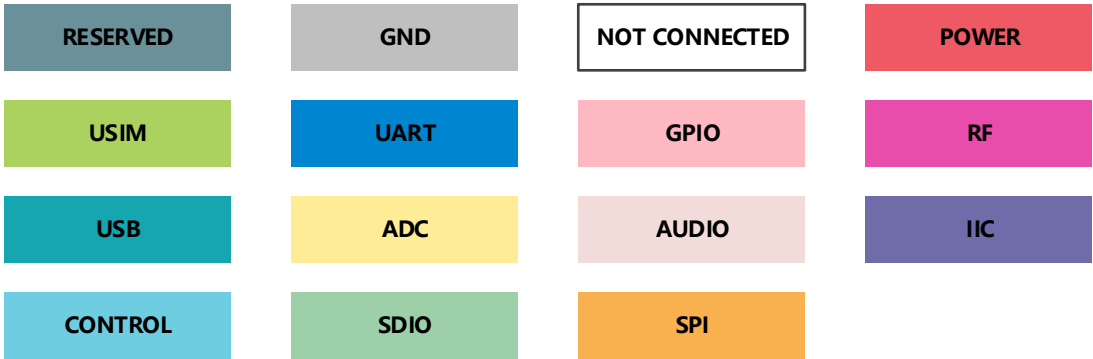 RESERVED GND NOT CONNECTED POWER
USIM UART GPIO RF
USB ADC AUDIO IIC
CONTROL SDIO SPI